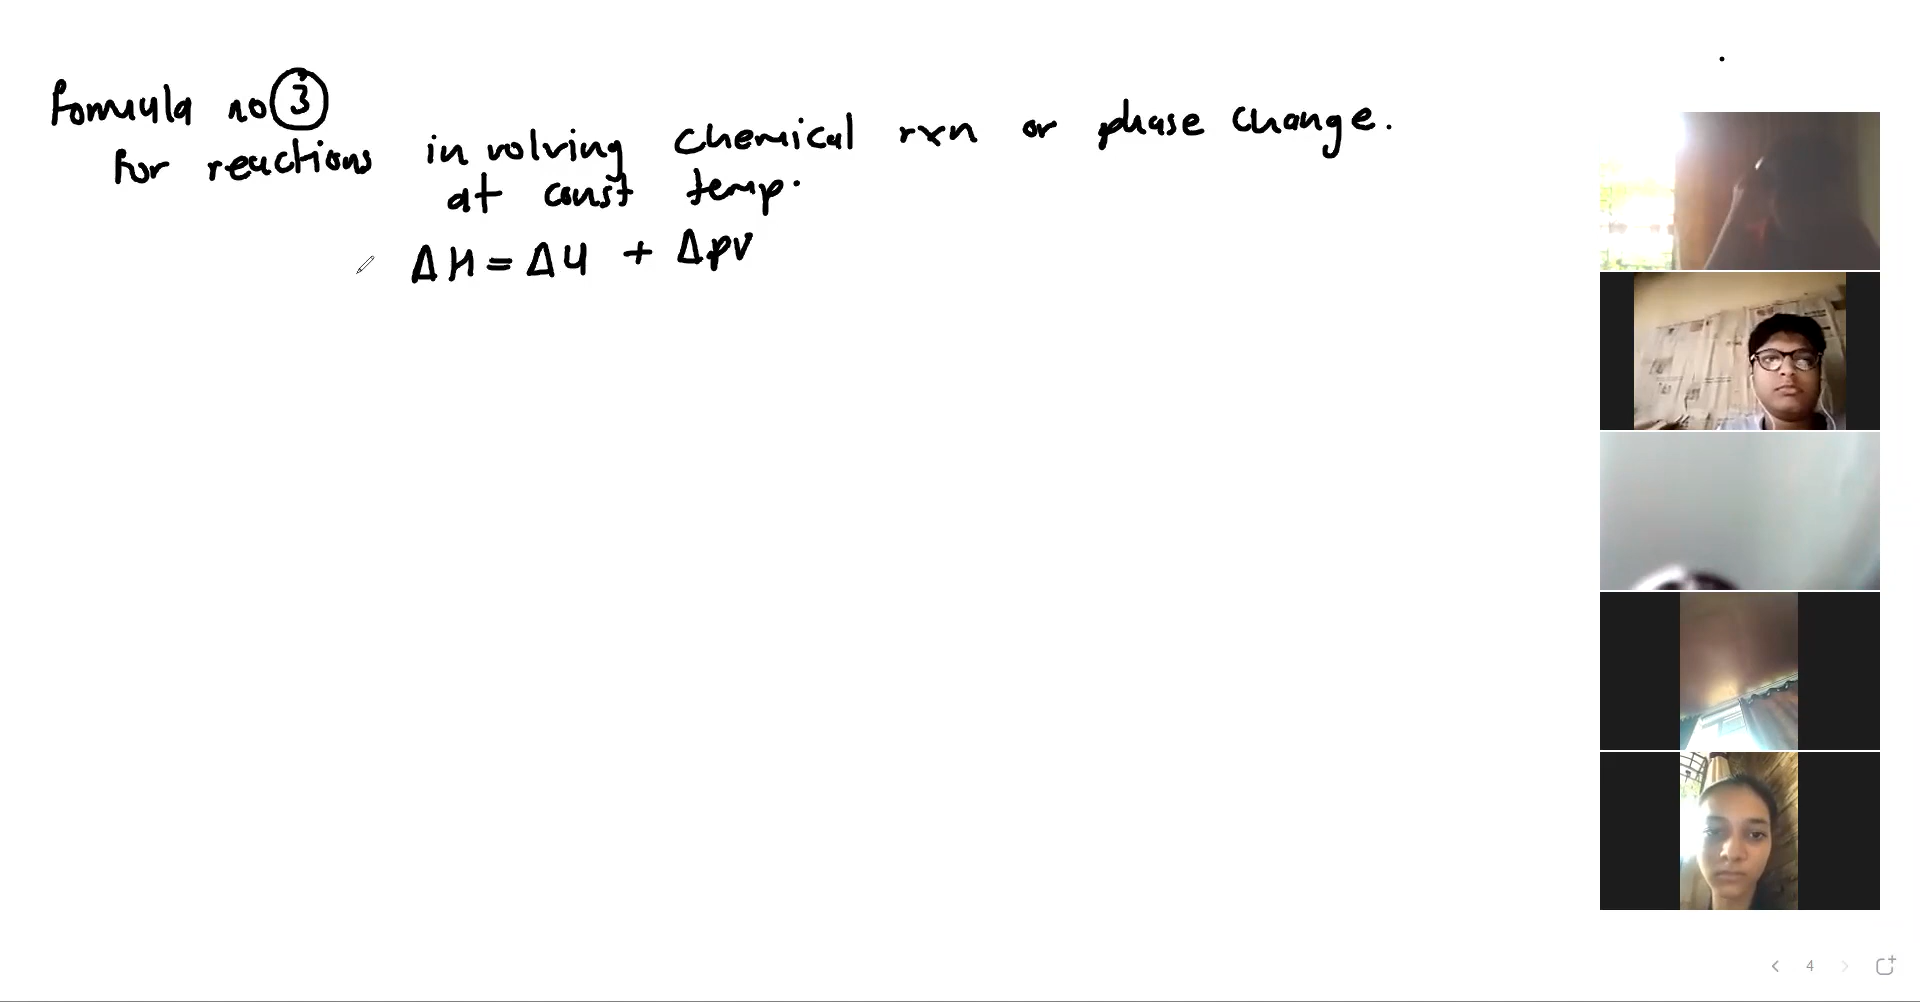 Formula no ③
For reactions involving chemical rxn or phase change.
at const temp.
ΔH = ΔU + ΔPV
4